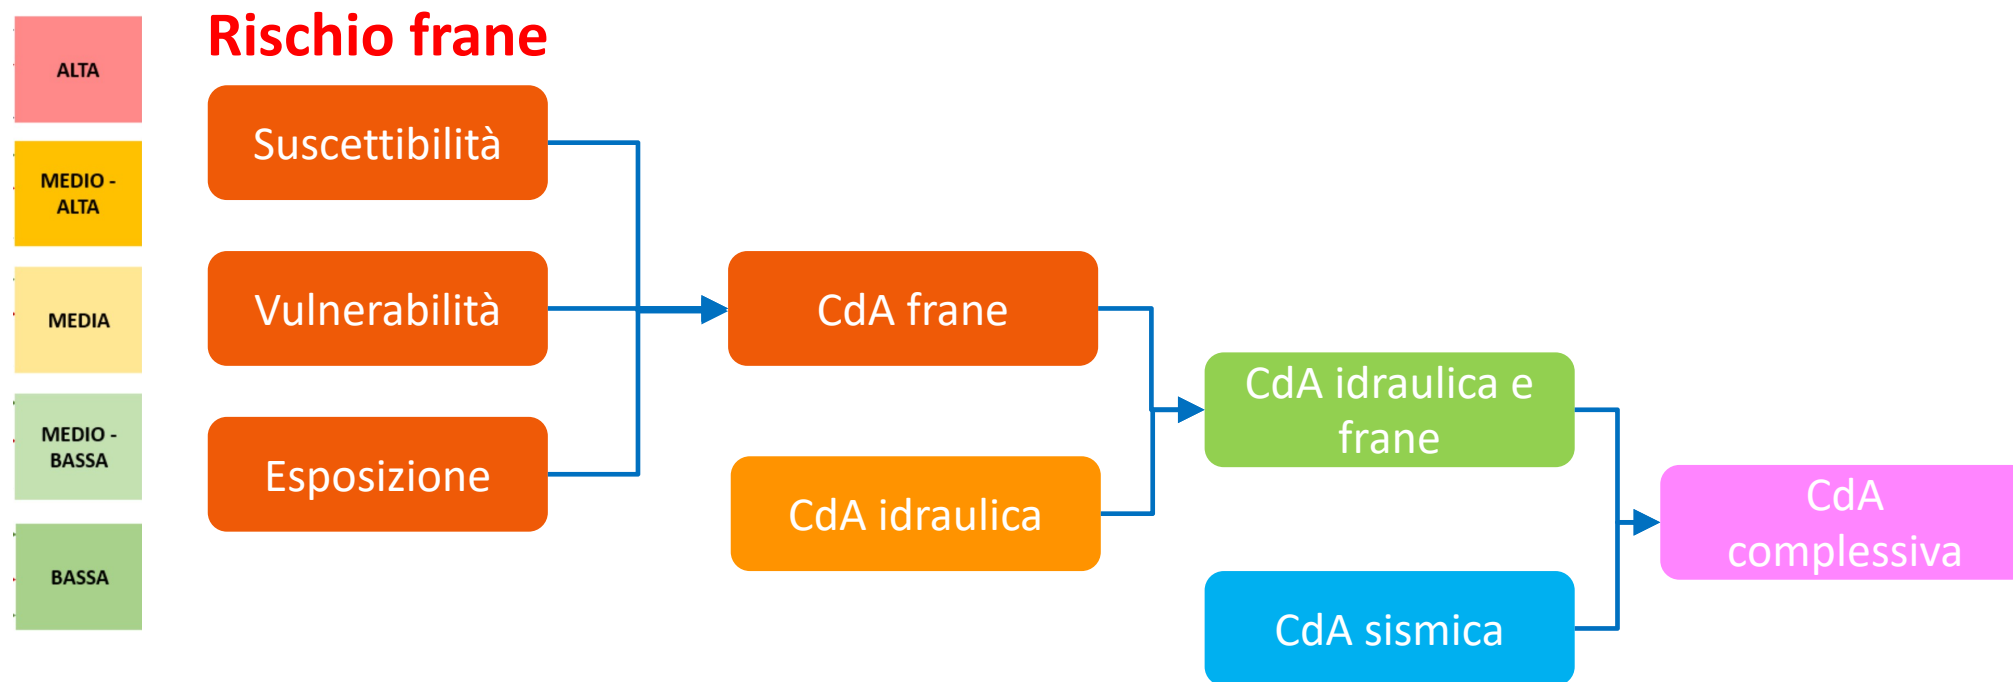 Rischio frane
ALTA
MEDIO -
ALTA
MEDIA
MEDIO -
BASSA
BASSA
Suscettibilità
Vulnerabilità
Esposizione
CdA frane
CdA idraulica
CdA idraulica e
frane
CdA sismica
CdA
complessiva